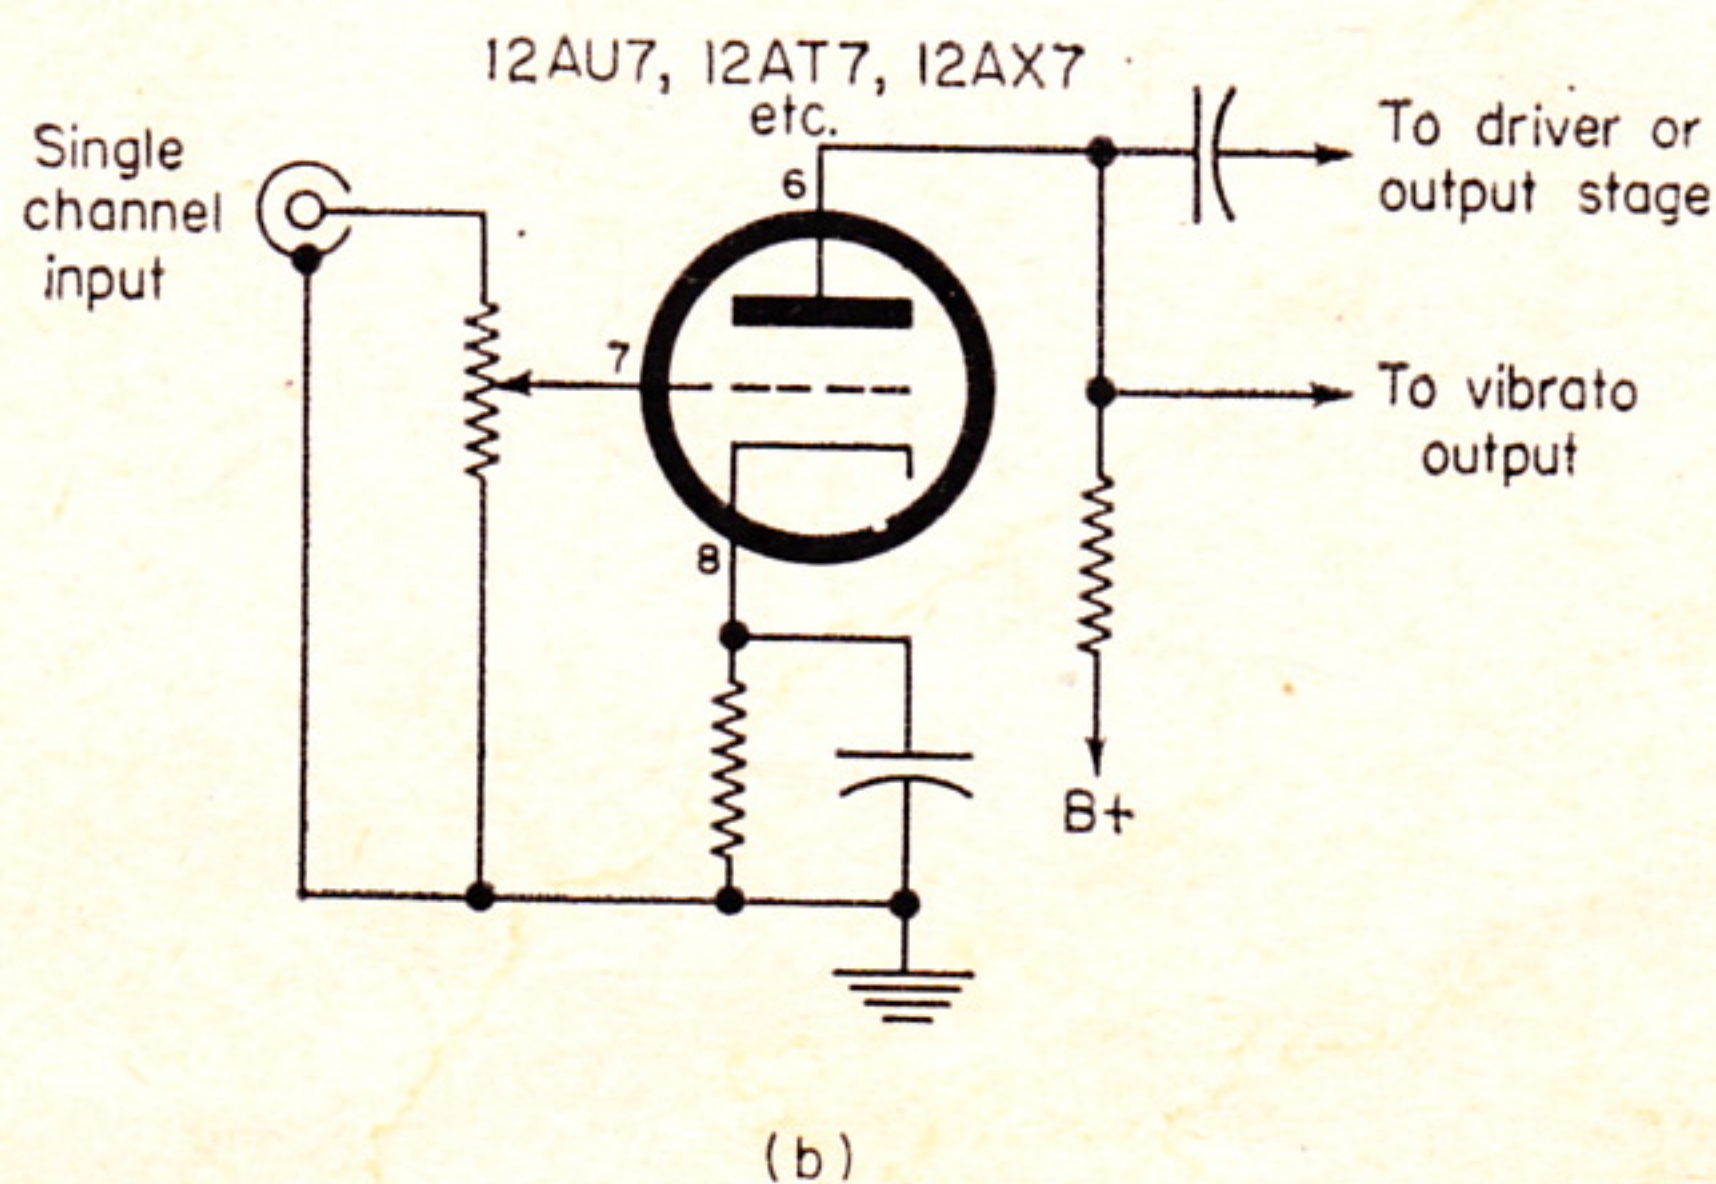 12AU7, 12AT7, 12AX7
etc.
Single
channel
input
6
7
8
To driver or
output stage
To vibrato
output
B+
(b)